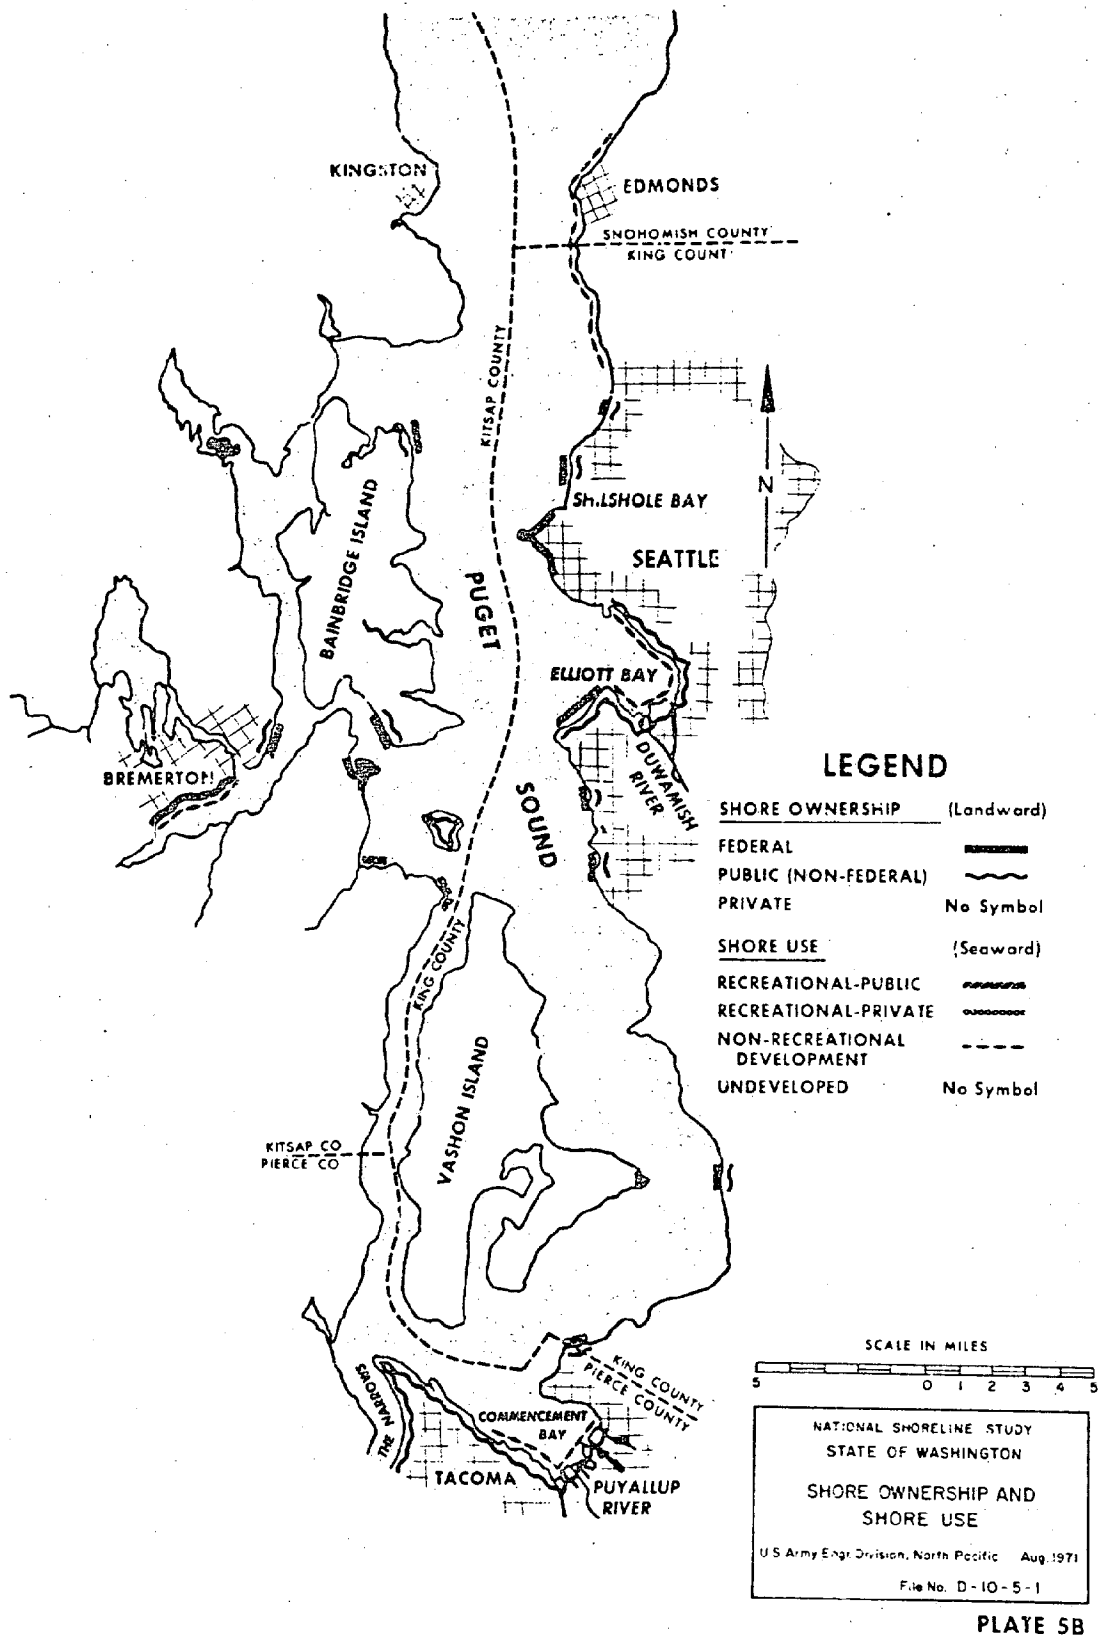 KINGSTON
EDMONDS
SNOHOMISH COUNTY
KING COUNT
KITSAP COUNTY
SHILSHOLE BAY
N
SEATTLE
BAINBRIDGE ISLAND
PUGET
SOUND
ELLIOTT BAY
DUWAMISH
RIVER
BREMERTON
KING COUNTY
VASHON ISLAND
KITSAP CO
PIERCE CO
THE NARROWS
KING COUNTY
PIERCE COUNTY
COMMENCEMENT
BAY
TACOMA
PUYALLUP
RIVER
LEGEND
SHORE OWNERSHIP (Landward)
FEDERAL
PUBLIC (NON-FEDERAL)
PRIVATE No Symbol
SHORE USE (Seaward)
RECREATIONAL-PUBLIC
RECREATIONAL-PRIVATE
NON-RECREATIONAL
DEVELOPMENT
UNDEVELOPED No Symbol
SCALE IN MILES
5 0 1 2 3 4 5
NATIONAL SHORELINE STUDY
STATE OF WASHINGTON
SHORE OWNERSHIP AND
SHORE USE
U.S. Army Engr. Division, North Pacific Aug. 1971
File No. D-10-5-1
PLATE 5B